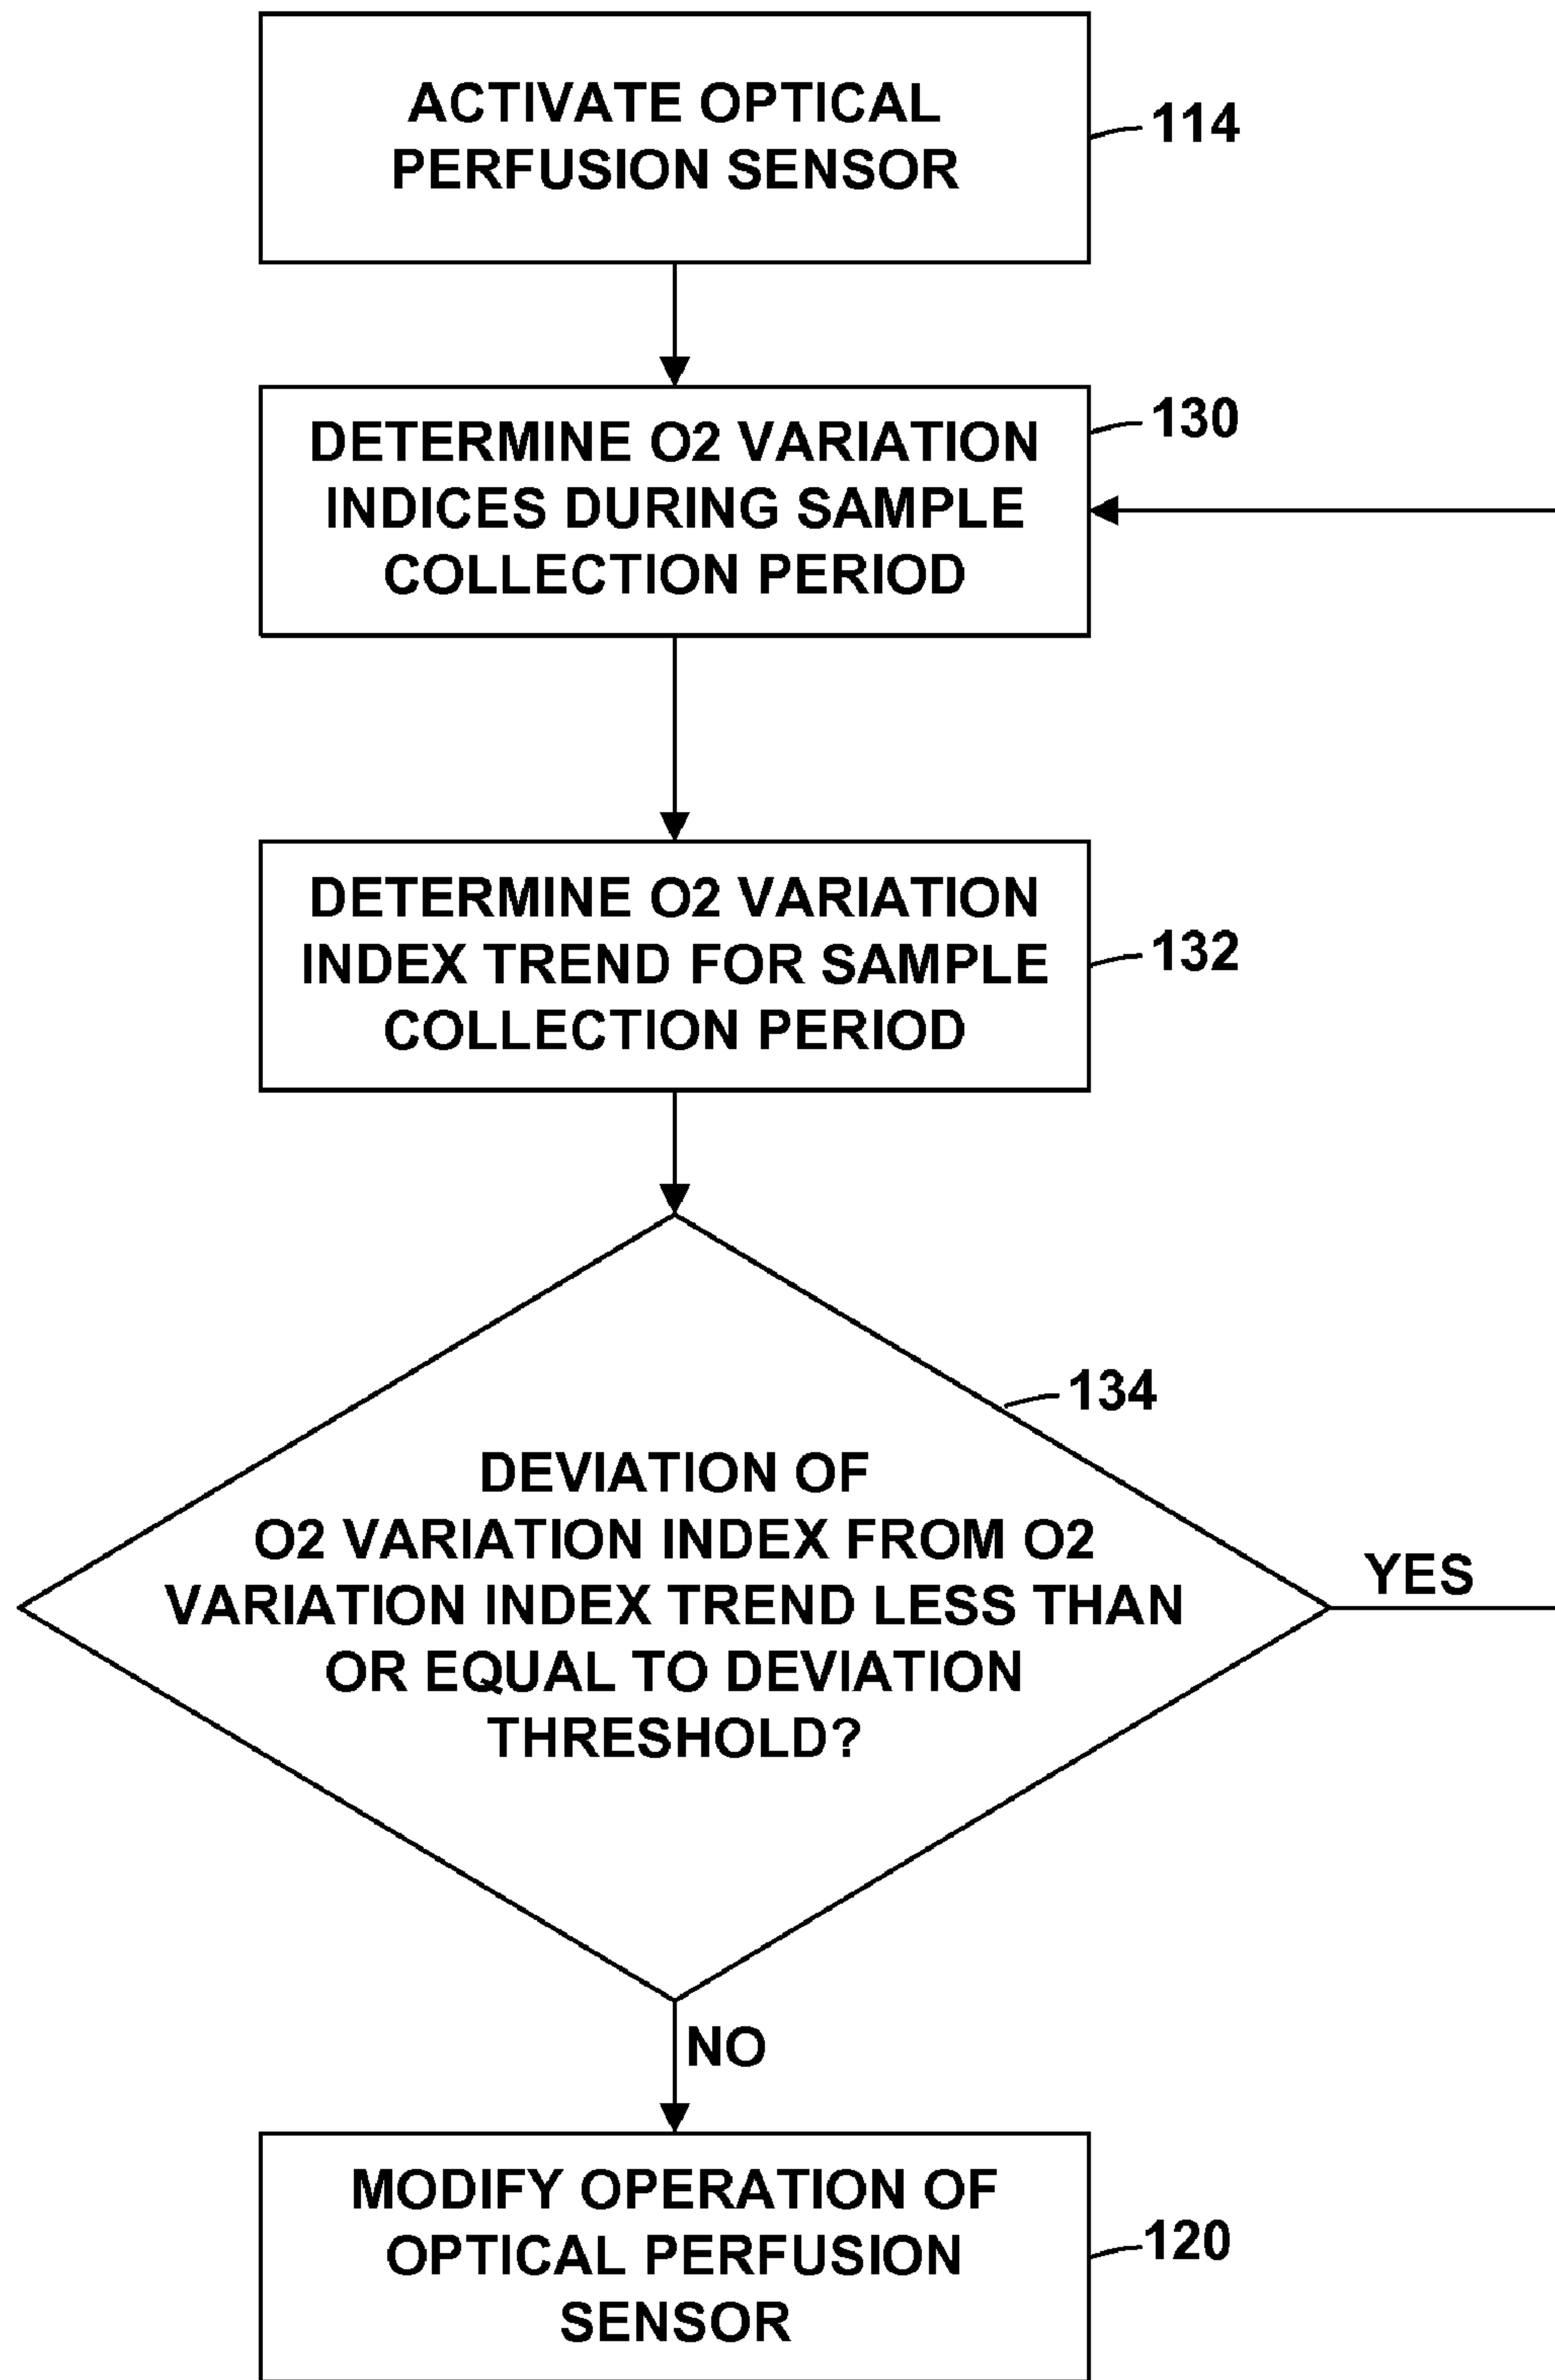 ACTIVATE OPTICAL
PERFUSION SENSOR
114
DETERMINE O2 VARIATION
INDICES DURING SAMPLE
COLLECTION PERIOD
130
DETERMINE O2 VARIATION
INDEX TREND FOR SAMPLE
COLLECTION PERIOD
132
134
DEVIATION OF
O2 VARIATION INDEX FROM O2
VARIATION INDEX TREND LESS THAN
OR EQUAL TO DEVIATION
THRESHOLD?
YES
NO
MODIFY OPERATION OF
OPTICAL PERFUSION
SENSOR
120